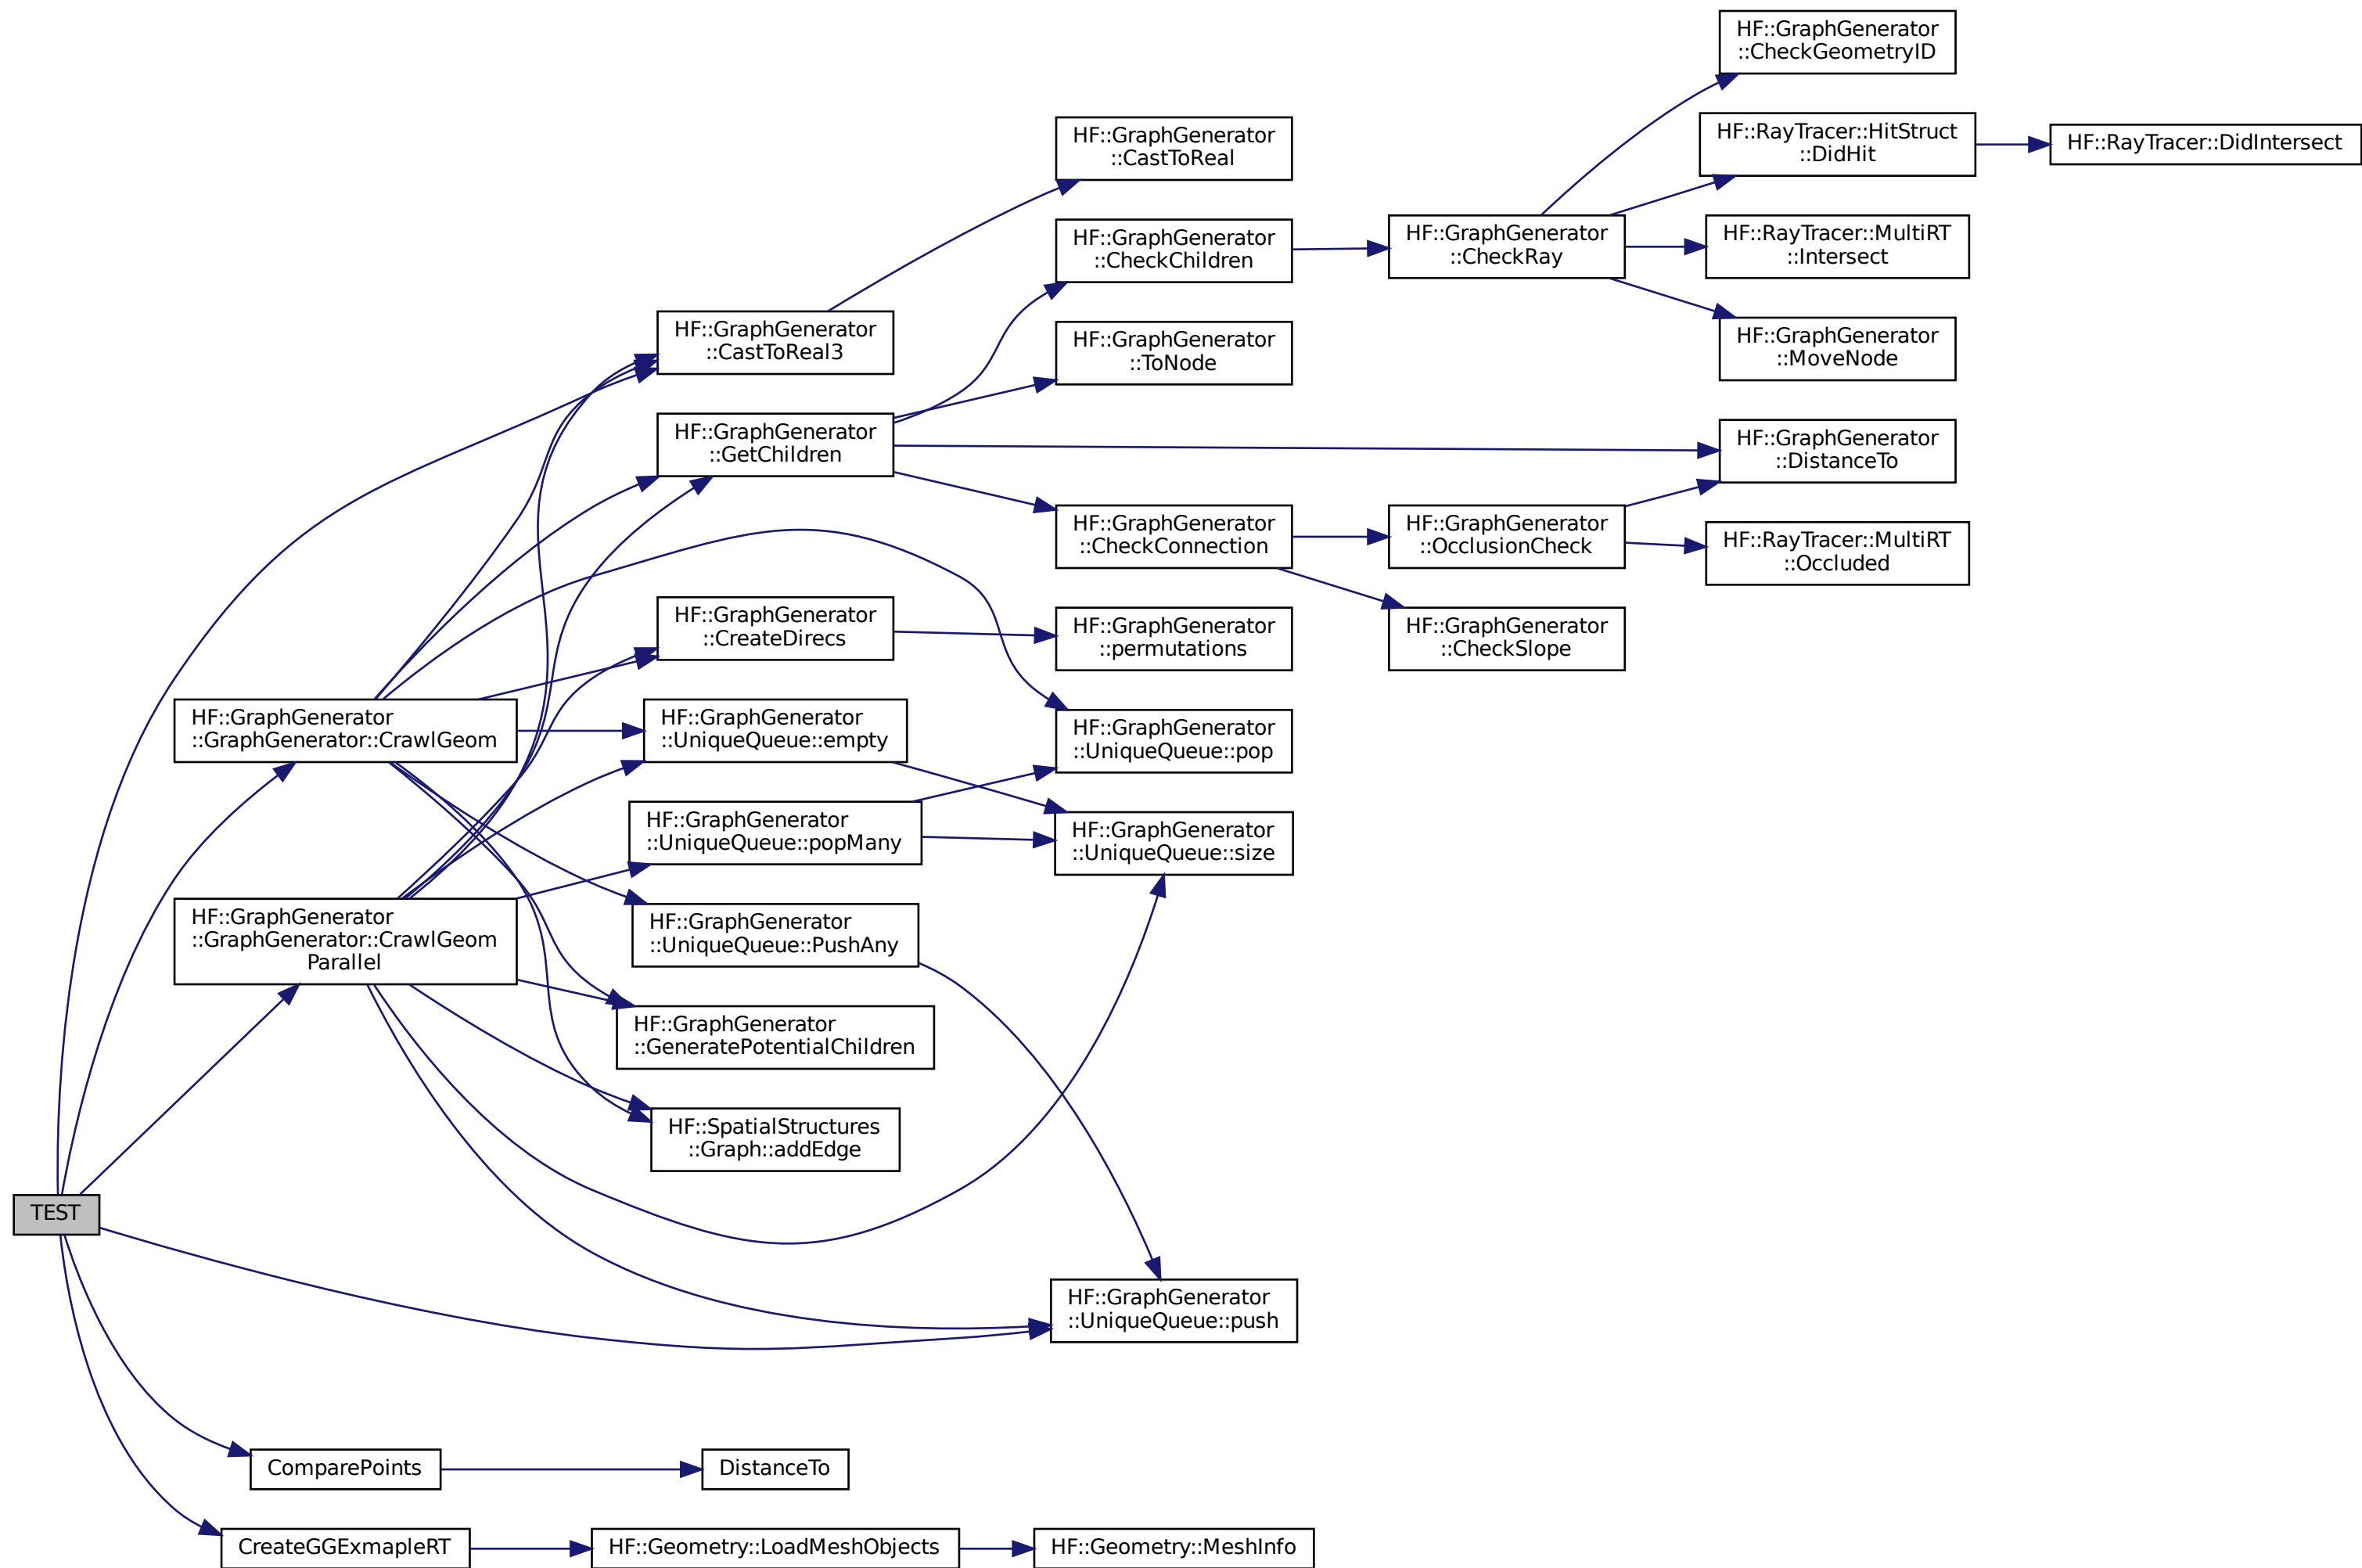 HF::GraphGenerator
::CheckGeometryID
HF::GraphGenerator
::CastToReal
HF::RayTracer::HitStruct
::DidHit
HF::RayTracer::DidIntersect
HF::GraphGenerator
::CheckChildren
HF::GraphGenerator
::CheckRay
HF::RayTracer::MultiRT
::Intersect
HF::GraphGenerator
::CastToReal3
HF::GraphGenerator
::ToNode
HF::GraphGenerator
::MoveNode
HF::GraphGenerator
::GetChildren
HF::GraphGenerator
::DistanceTo
HF::GraphGenerator
::CheckConnection
HF::GraphGenerator
::OcclusionCheck
HF::RayTracer::MultiRT
::Occluded
HF::GraphGenerator
::CreateDirecs
HF::GraphGenerator
::permutations
HF::GraphGenerator
::CheckSlope
HF::GraphGenerator
::GraphGenerator::CrawlGeom
HF::GraphGenerator
::UniqueQueue::empty
HF::GraphGenerator
::UniqueQueue::pop
HF::GraphGenerator
::UniqueQueue::popMany
HF::GraphGenerator
::UniqueQueue::size
HF::GraphGenerator
::GraphGenerator::CrawlGeom
Parallel
HF::GraphGenerator
::UniqueQueue::PushAny
HF::GraphGenerator
::GeneratePotentialChildren
HF::SpatialStructures
::Graph::addEdge
TEST
HF::GraphGenerator
::UniqueQueue::push
ComparePoints
DistanceTo
CreateGGExmapleRT
HF::Geometry::LoadMeshObjects
HF::Geometry::MeshInfo